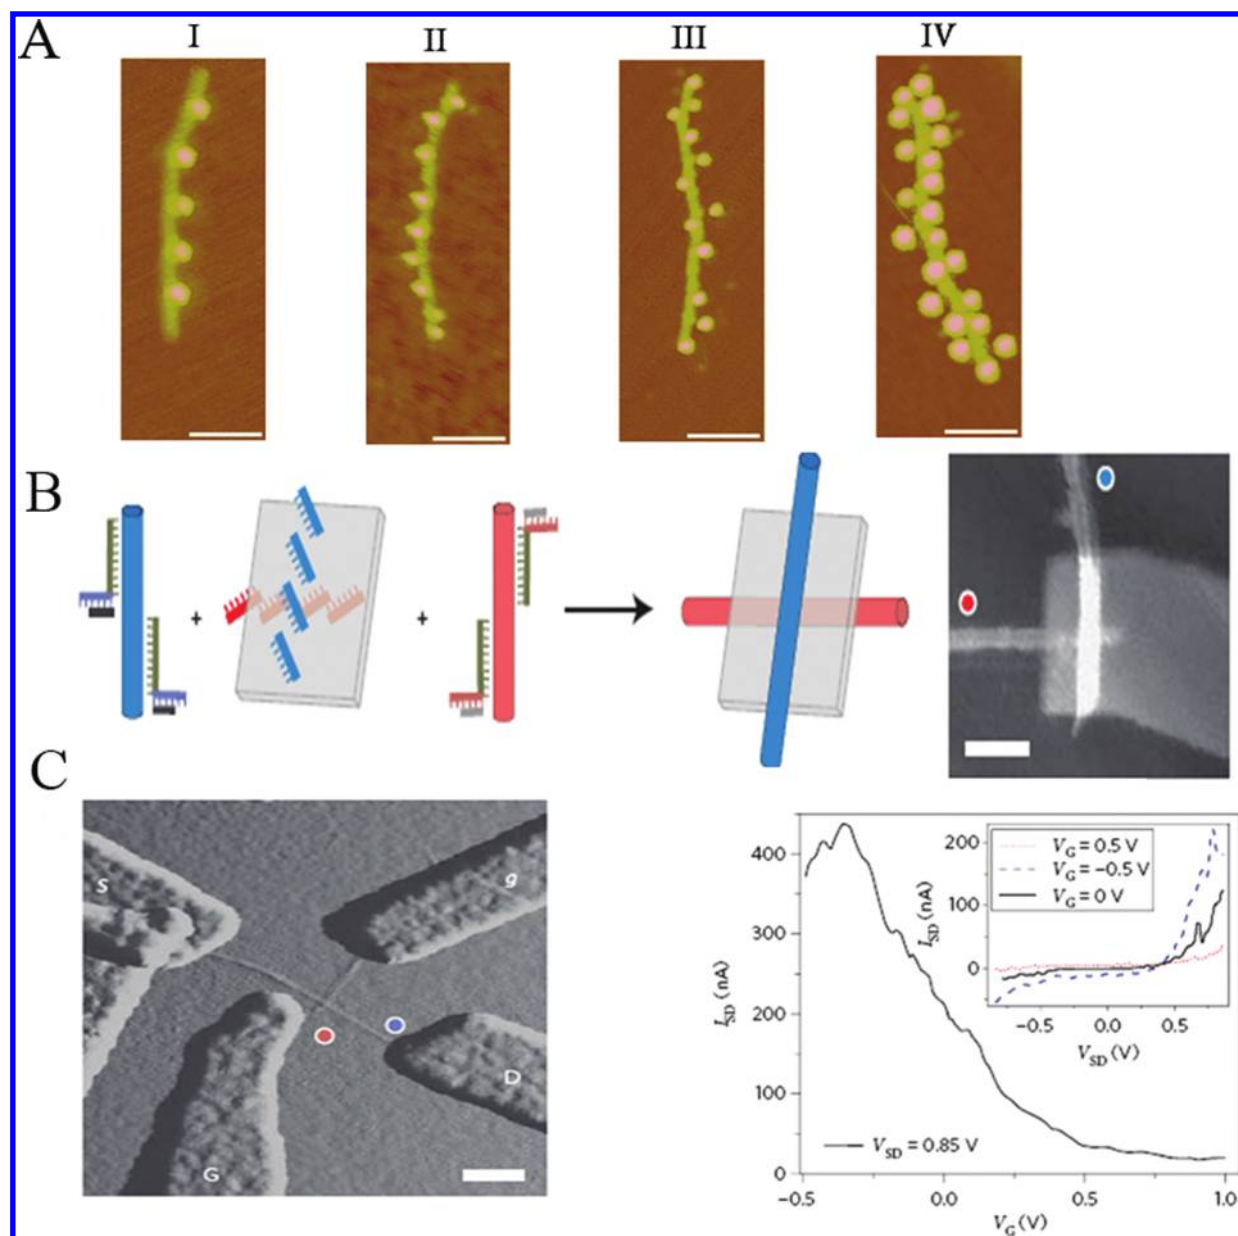 A
I
II
III
IV
B
+
+
C
S
g
D
G
I_SD (nA)
400
300
200
100
0
−0.5
0.0
0.5
1.0
V_G (V)
V_SD = 0.85 V
200
100
0
I_SD (nA)
V_G = 0.5 V
V_G = −0.5 V
V_G = 0 V
−0.5
0.0
0.5
V_SD (V)